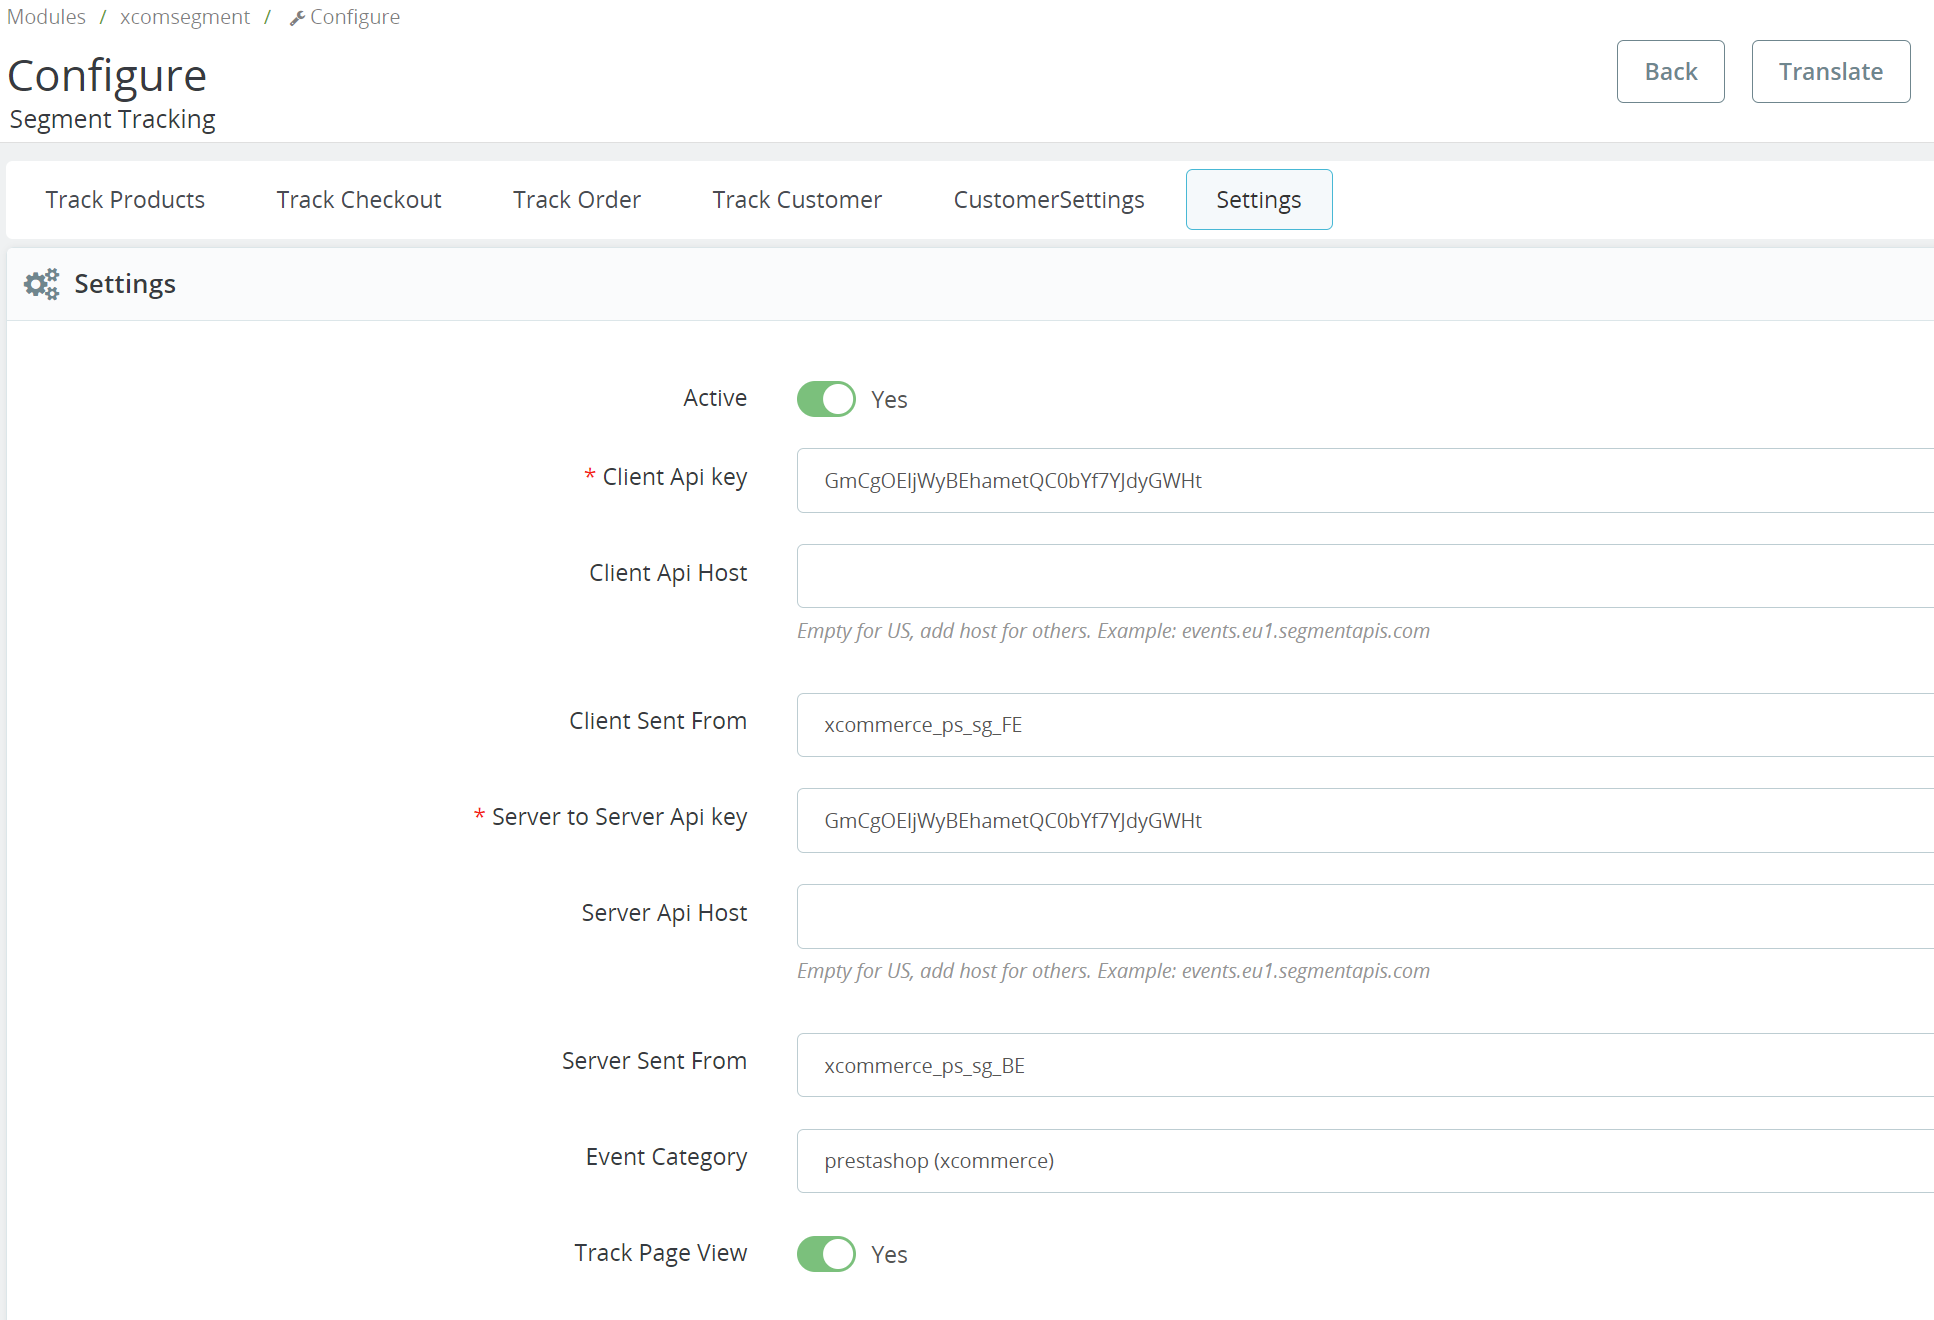 Modules / xcomsegment / Configure
Configure
Segment Tracking
Back
Translate
Track Products Track Checkout Track Order Track Customer CustomerSettings Settings
Settings
Active Yes
* Client Api key GmCgOEIjWyBEhametQC0bYf7YJdyGWHt
Client Api Host
Empty for US, add host for others. Example: events.eu1.segmentapis.com
Client Sent From xcommerce_ps_sg_FE
* Server to Server Api key GmCgOEIjWyBEhametQC0bYf7YJdyGWHt
Server Api Host
Empty for US, add host for others. Example: events.eu1.segmentapis.com
Server Sent From xcommerce_ps_sg_BE
Event Category prestashop (xcommerce)
Track Page View Yes